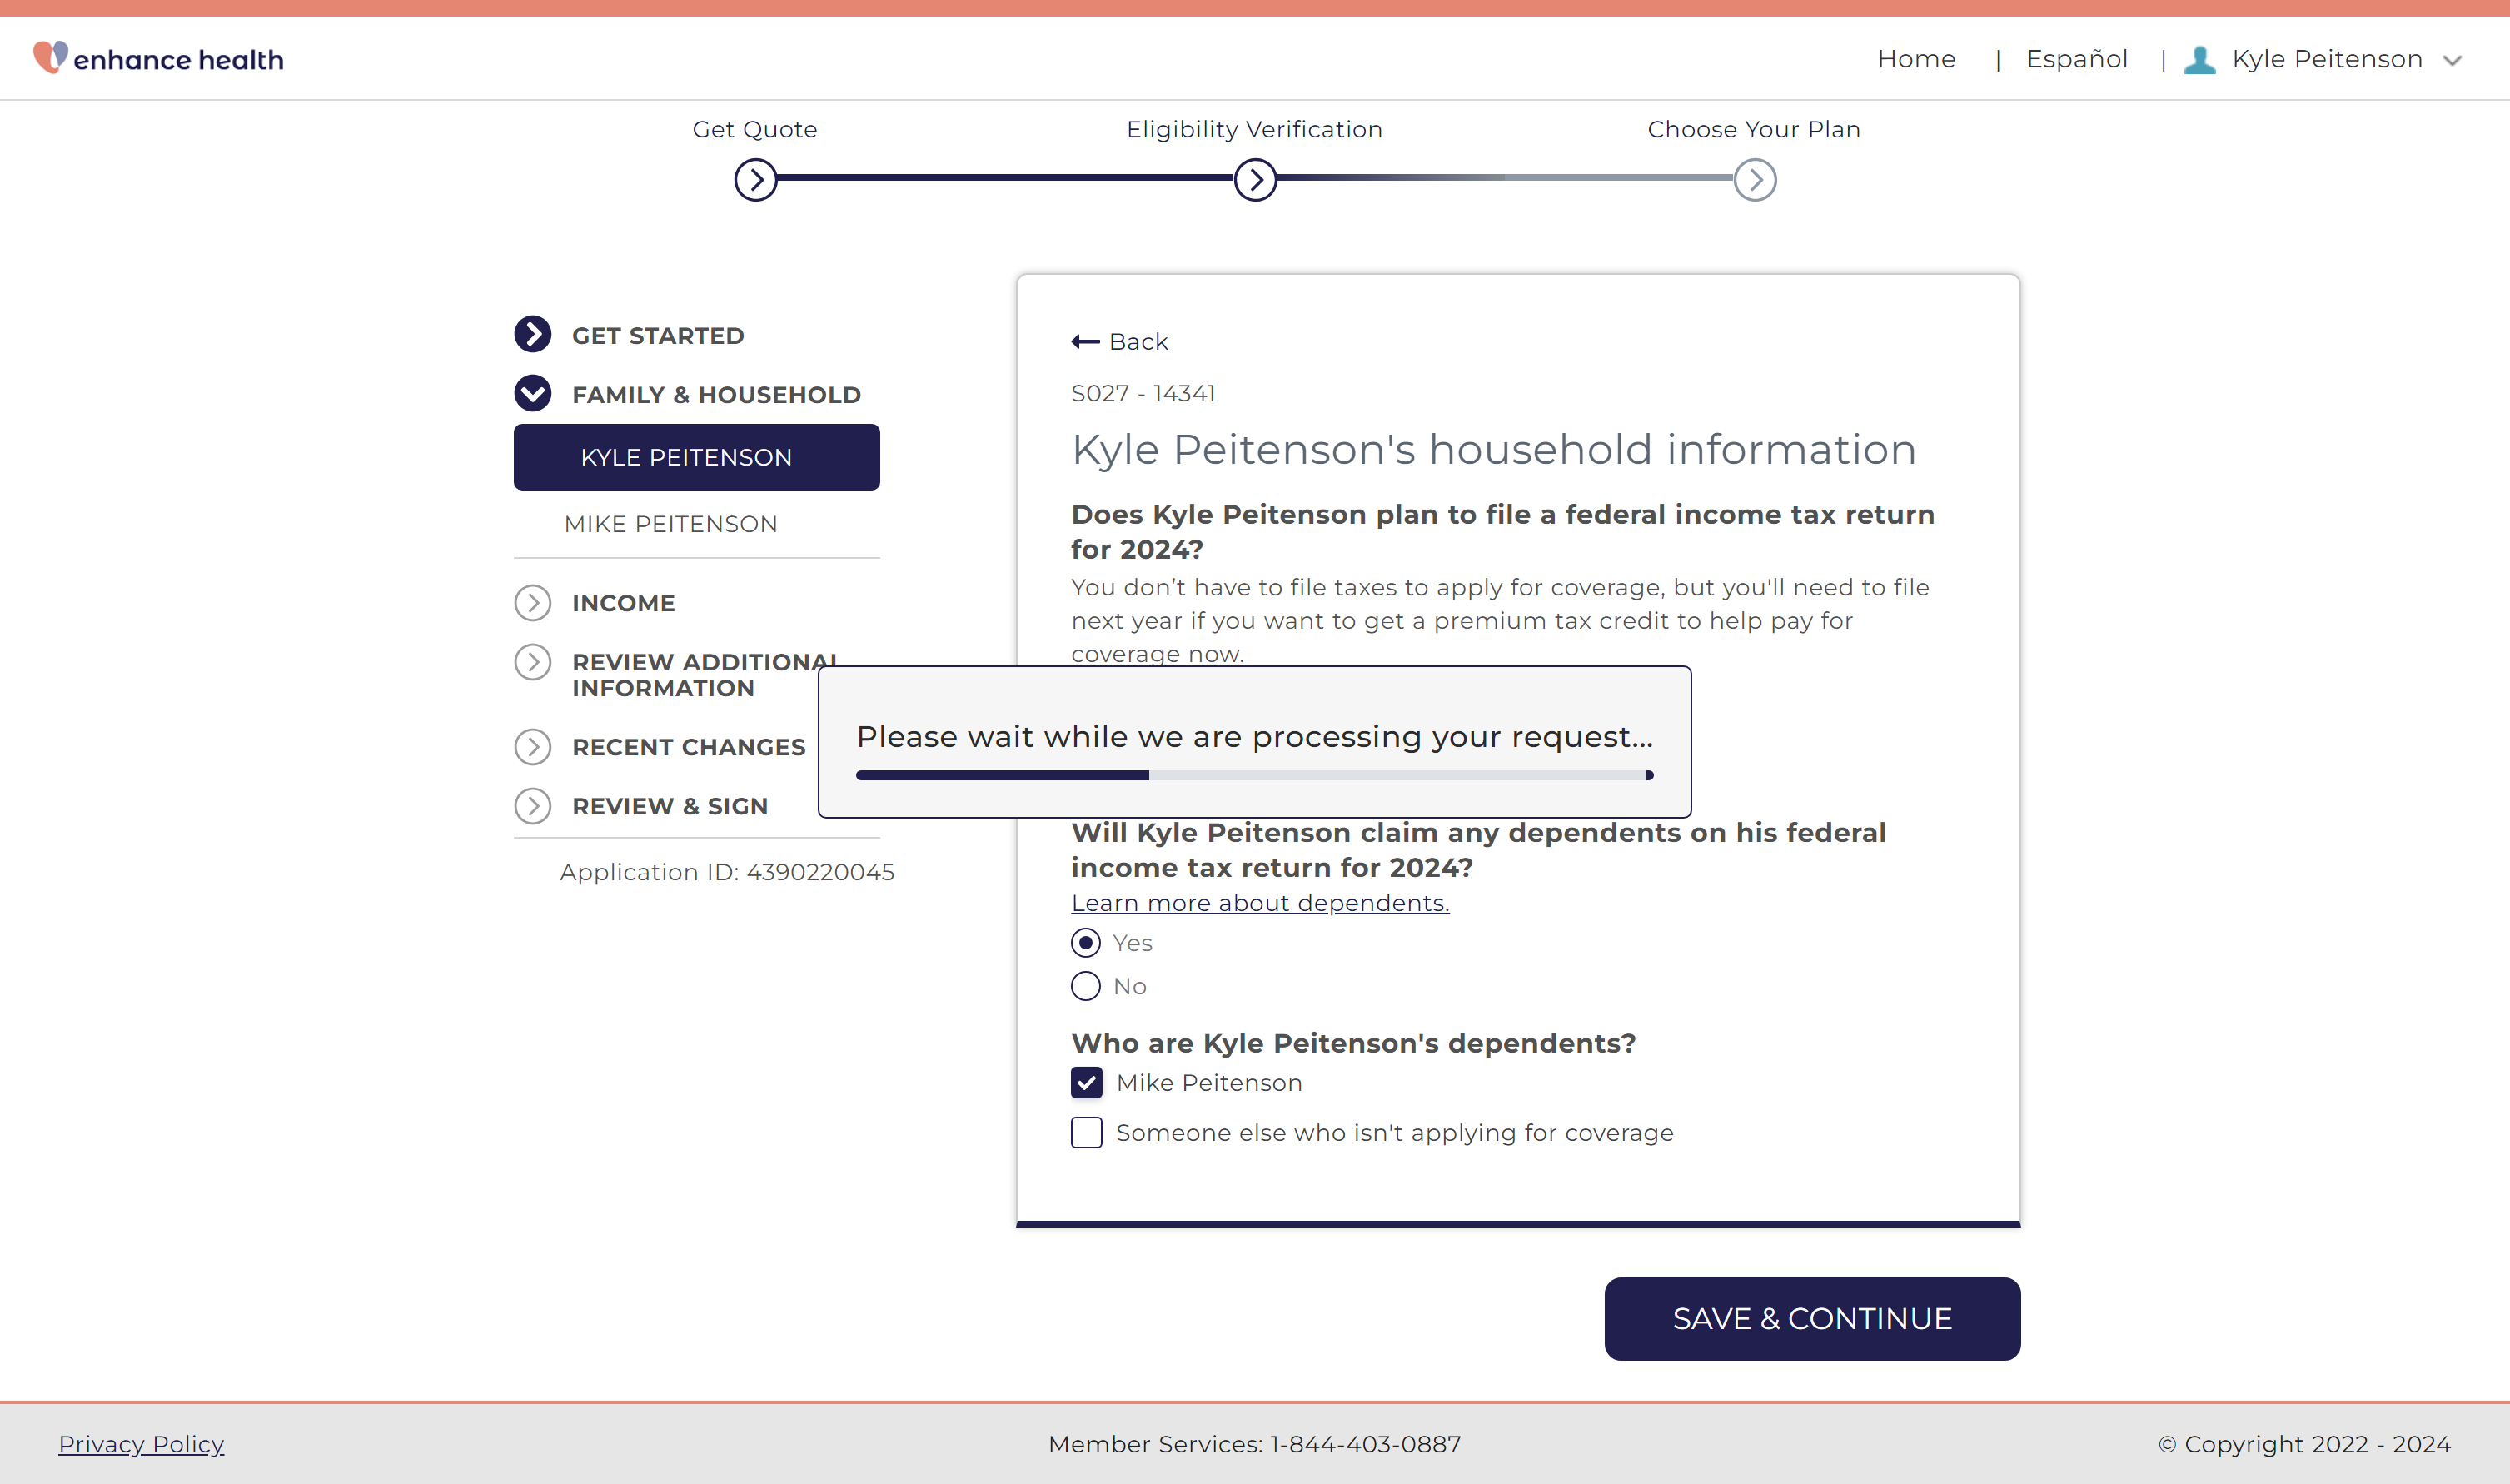 enhance health
Home | Español | Kyle Peitenson
Get Quote
Eligibility Verification
Choose Your Plan
GET STARTED
FAMILY & HOUSEHOLD
KYLE PEITENSON
MIKE PEITENSON
INCOME
REVIEW ADDITIONAL
INFORMATION
RECENT CHANGES
REVIEW & SIGN
Application ID: 4390220045
Back
S027 - 14341
Kyle Peitenson's household information
Does Kyle Peitenson plan to file a federal income tax return
for 2024?
You don’t have to file taxes to apply for coverage, but you'll need to file
next year if you want to get a premium tax credit to help pay for
coverage now.
Please wait while we are processing your request...
Will Kyle Peitenson claim any dependents on his federal
income tax return for 2024?
Learn more about dependents.
Yes
No
Who are Kyle Peitenson's dependents?
Mike Peitenson
Someone else who isn't applying for coverage
SAVE & CONTINUE
Privacy Policy
Member Services: 1-844-403-0887
© Copyright 2022 - 2024